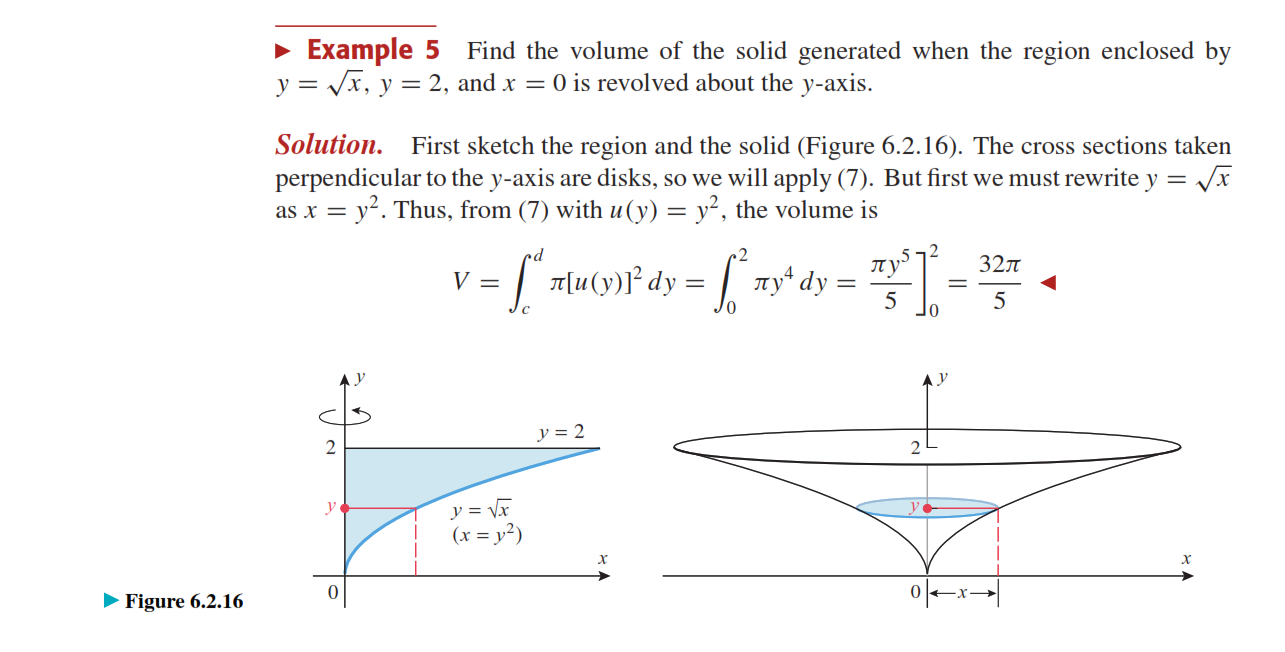 ► Example 5 Find the volume of the solid generated when the region enclosed by
y = √x, y = 2, and x = 0 is revolved about the y-axis.
Solution. First sketch the region and the solid (Figure 6.2.16). The cross sections taken
perpendicular to the y-axis are disks, so we will apply (7). But first we must rewrite y = √x
as x = y². Thus, from (7) with u(y) = y², the volume is
V = ∫_c^d π[u(y)]² dy = ∫_0^2 πy⁴ dy = πy⁵/5 ]_0^2 = 32π/5 ◄
y
y = 2
2
y
y = √x
(x = y²)
x
0
y
2
y
x
0
x
► Figure 6.2.16